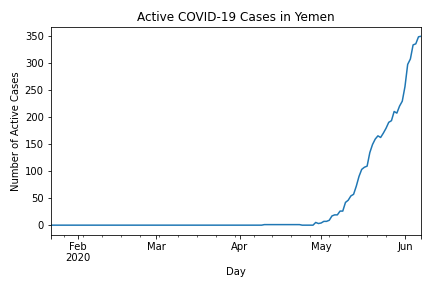 Active COVID-19 Cases in Yemen
Number of Active Cases
350
300
250
200
150
100
50
0
Feb Mar Apr May Jun
2020
Day